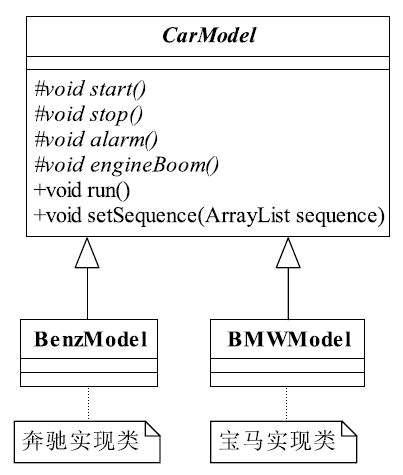 CarModel
#void start()
#void stop()
#void alarm()
#void engineBoom()
+void run()
+void setSequence(ArrayList sequence)
BenzModel
BMWModel
奔驰实现类
宝马实现类